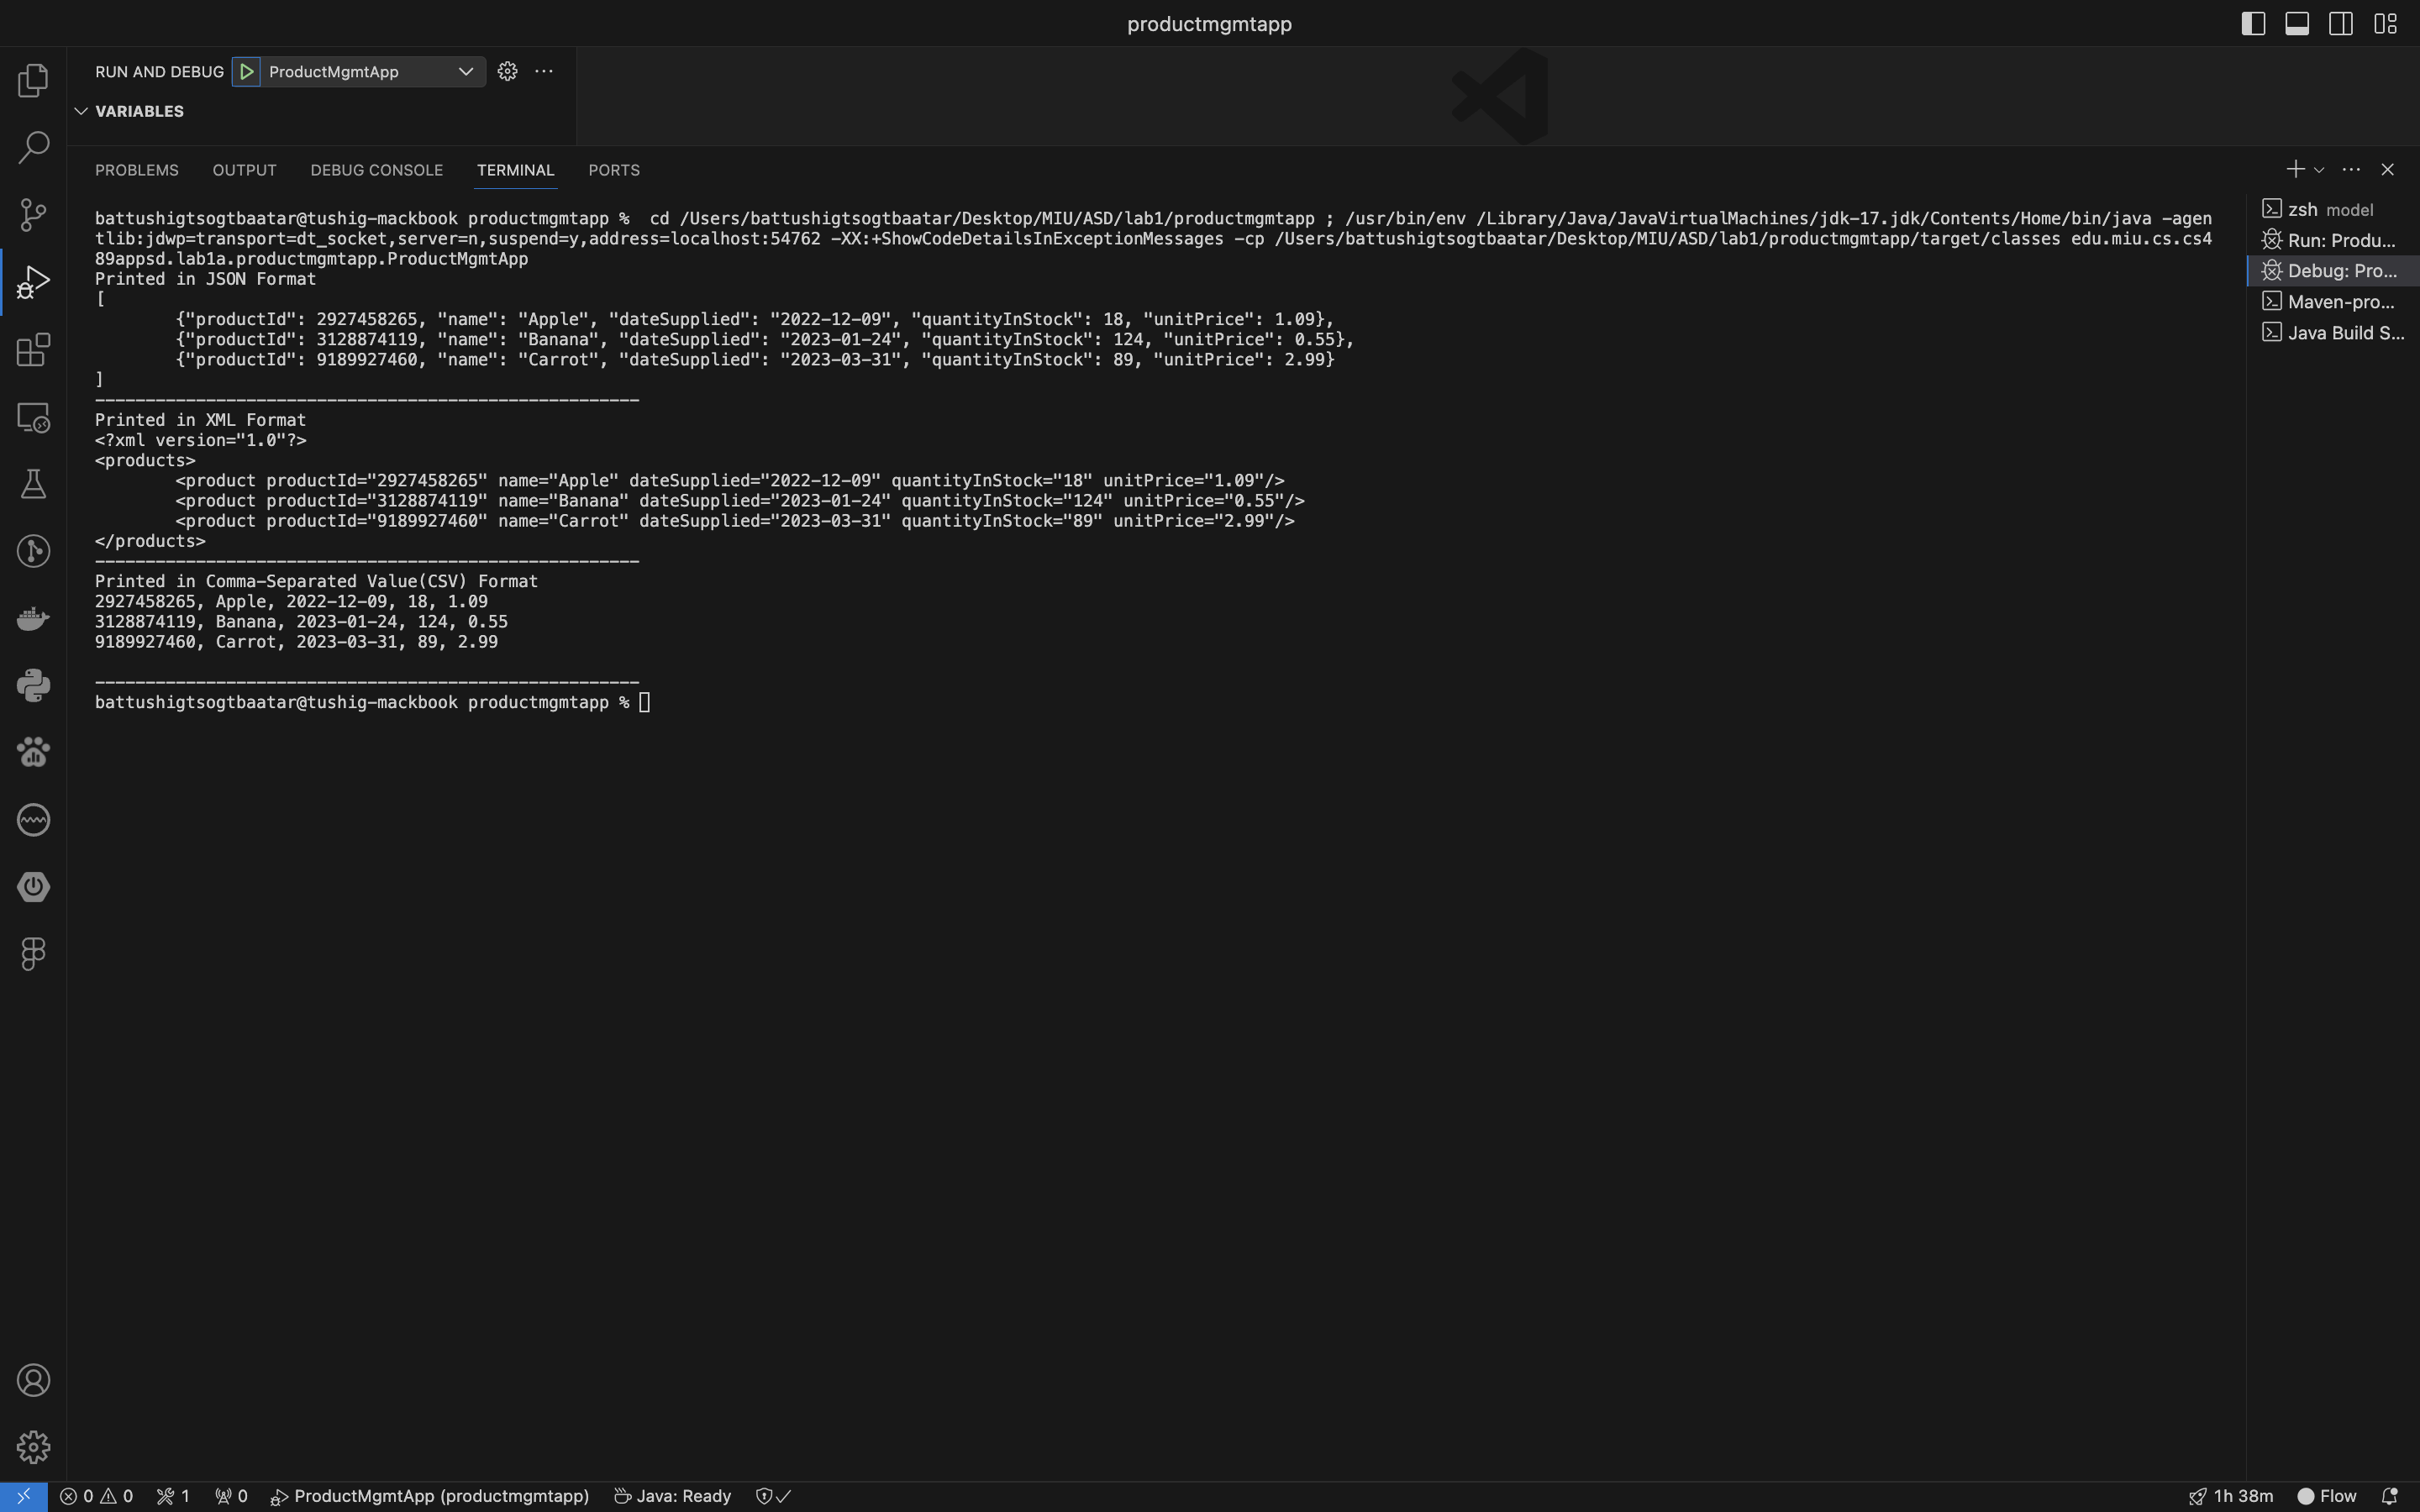 productmgmtapp
RUN AND DEBUG ProductMgmtApp
VARIABLES
PROBLEMS OUTPUT DEBUG CONSOLE TERMINAL PORTS
battushigtsogtbaatar@tushig-mackbook productmgmtapp %  cd /Users/battushigtsogtbaatar/Desktop/MIU/ASD/lab1/productmgmtapp ; /usr/bin/env /Library/Java/JavaVirtualMachines/jdk-17.jdk/Contents/Home/bin/java -agen
tlib:jdwp=transport=dt_socket,server=n,suspend=y,address=localhost:54762 -XX:+ShowCodeDetailsInExceptionMessages -cp /Users/battushigtsogtbaatar/Desktop/MIU/ASD/lab1/productmgmtapp/target/classes edu.miu.cs.cs4
89appsd.lab1a.productmgmtapp.ProductMgmtApp
Printed in JSON Format
[
        {"productId": 2927458265, "name": "Apple", "dateSupplied": "2022-12-09", "quantityInStock": 18, "unitPrice": 1.09},
        {"productId": 3128874119, "name": "Banana", "dateSupplied": "2023-01-24", "quantityInStock": 124, "unitPrice": 0.55},
        {"productId": 9189927460, "name": "Carrot", "dateSupplied": "2023-03-31", "quantityInStock": 89, "unitPrice": 2.99}
]
------------------------------------------------------
Printed in XML Format
<?xml version="1.0"?>
<products>
        <product productId="2927458265" name="Apple" dateSupplied="2022-12-09" quantityInStock="18" unitPrice="1.09"/>
        <product productId="3128874119" name="Banana" dateSupplied="2023-01-24" quantityInStock="124" unitPrice="0.55"/>
        <product productId="9189927460" name="Carrot" dateSupplied="2023-03-31" quantityInStock="89" unitPrice="2.99"/>
</products>
------------------------------------------------------
Printed in Comma-Separated Value(CSV) Format
2927458265, Apple, 2022-12-09, 18, 1.09
3128874119, Banana, 2023-01-24, 124, 0.55
9189927460, Carrot, 2023-03-31, 89, 2.99
------------------------------------------------------
battushigtsogtbaatar@tushig-mackbook productmgmtapp %
zsh model
Run: Produ...
Debug: Pro...
Maven-pro...
Java Build S...
0 0 1 0 ProductMgmtApp (productmgmtapp) Java: Ready 1h 38m Flow